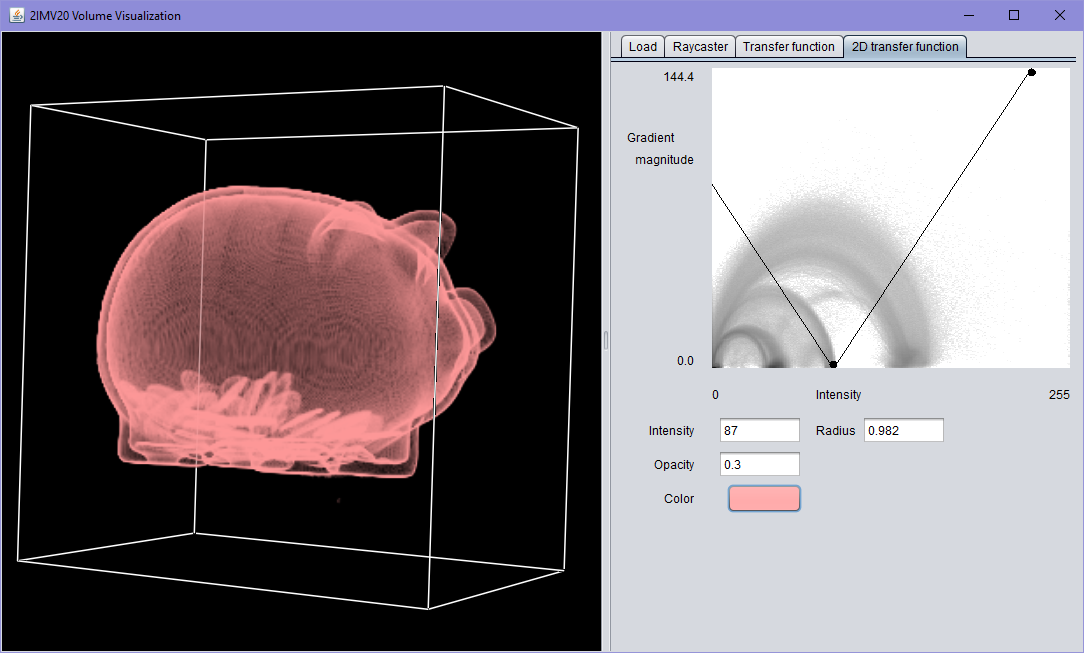 2IMV20 Volume Visualization
Load Raycaster Transfer function 2D transfer function
144.4
Gradient
magnitude
0.0
0 Intensity 255
Intensity 87 Radius 0.982
Opacity 0.3
Color